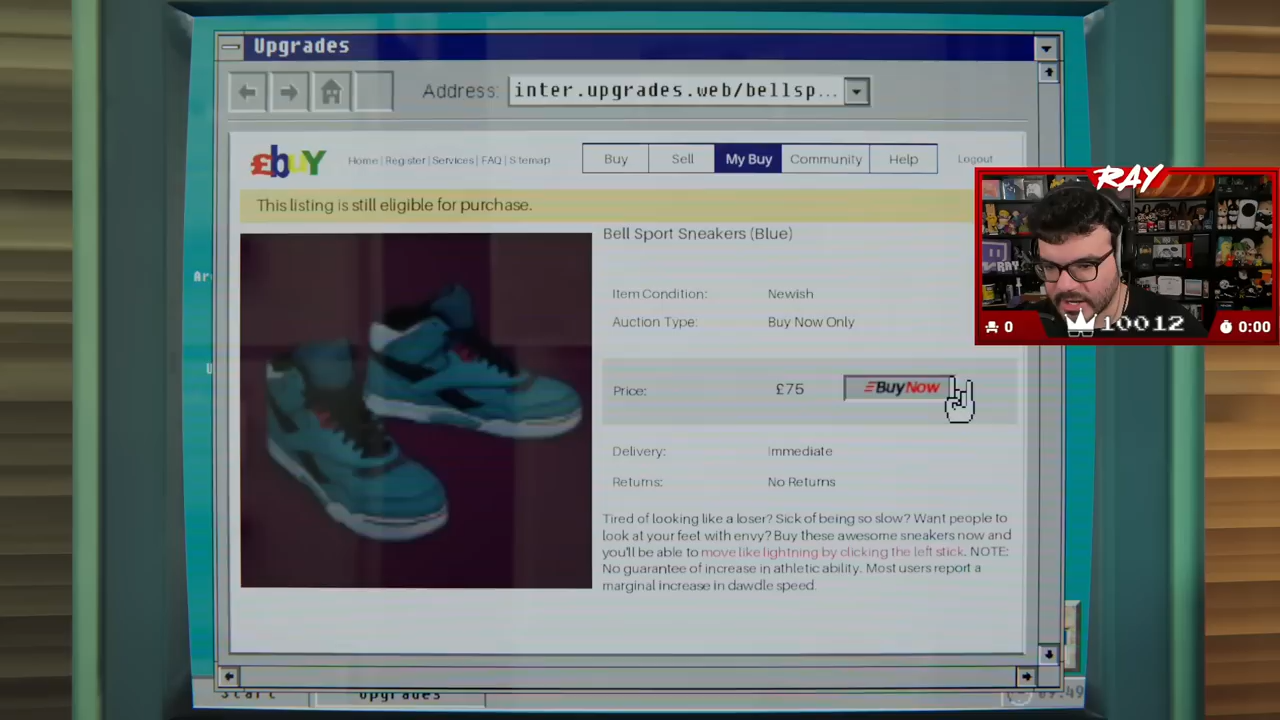 Upgrades
Address: inter.upgrades.web/bellsp...
£buY Home | Register | Services | FAQ | Sitemap Buy Sell My Buy Community Help Logout
This listing is still eligible for purchase.
RAY
Bell Sport Sneakers (Blue)
Item Condition: Newish
Auction Type: Buy Now Only
0 10012 0:00
Price: £75 BuyNow
Delivery: Immediate
Returns: No Returns
Tired of looking like a loser? Sick of being so slow? Want people to
look at your feet with envy? Buy these awesome sneakers now and
you'll be able to move like lightning by clicking the left stick. NOTE:
No guarantee of increase in athletic ability. Most users report a
marginal increase in dawdle speed.
Start Upgrades